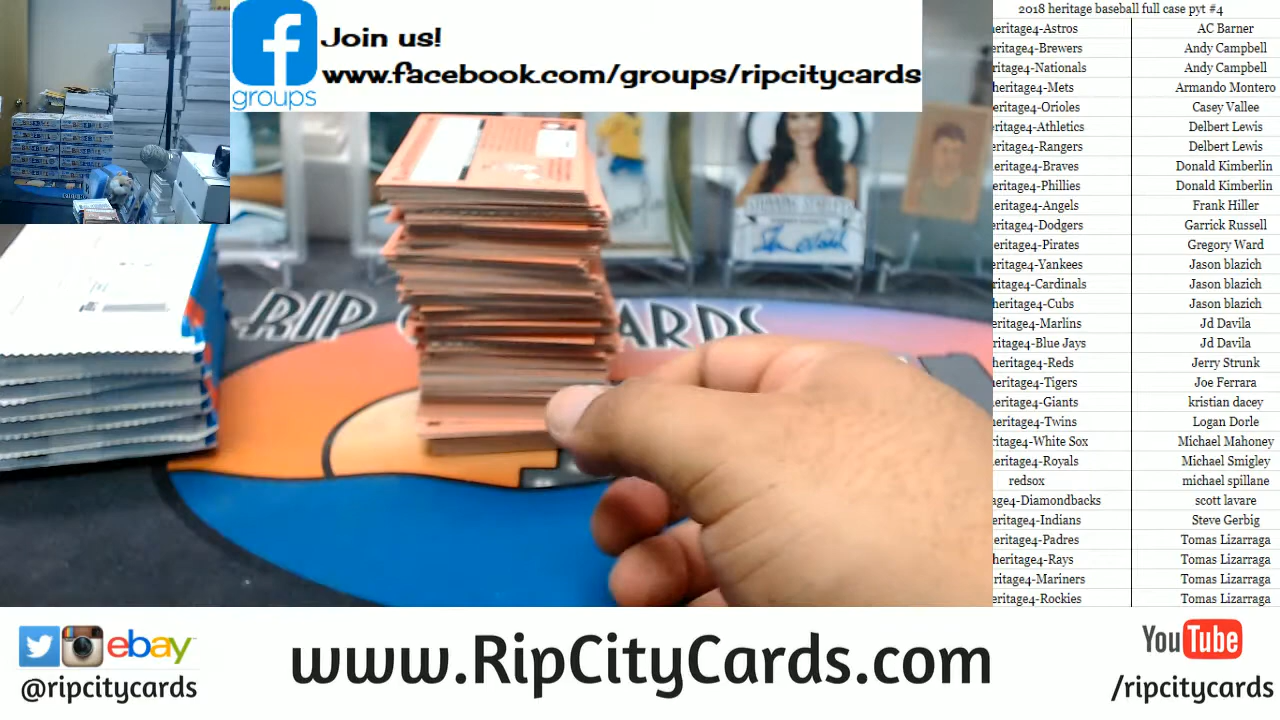 Join us!
www.facebook.com/groups/ripcitycards
groups
2018 heritage baseball full case pyt #4
eritage4-Astros AC Barner
eritage4-Brewers Andy Campbell
ritage4-Nationals Andy Campbell
heritage4-Mets Armando Montero
eritage4-Orioles Casey Vallee
ritage4-Athletics Delbert Lewis
eritage4-Rangers Delbert Lewis
eritage4-Braves Donald Kimberlin
eritage4-Phillies Donald Kimberlin
eritage4-Angels Frank Hiller
eritage4-Dodgers Garrick Russell
eritage4-Pirates Gregory Ward
eritage4-Yankees Jason blazich
ritage4-Cardinals Jason blazich
heritage4-Cubs Jason blazich
eritage4-Marlins Jd Davila
ritage4-Blue Jays Jd Davila
heritage4-Reds Jerry Strunk
eritage4-Tigers Joe Ferrara
eritage4-Giants kristian dacey
eritage4-Twins Logan Dorle
ritage4-White Sox Michael Mahoney
eritage4-Royals Michael Smigley
redsox michael spillane
age4-Diamondbacks scott lavare
eritage4-Indians Steve Gerbig
eritage4-Padres Tomas Lizarraga
heritage4-Rays Tomas Lizarraga
ritage4-Mariners Tomas Lizarraga
eritage4-Rockies Tomas Lizarraga
RIP C ARDS
ebay
@ripcitycards
www.RipCityCards.com
YouTube
/ripcitycards